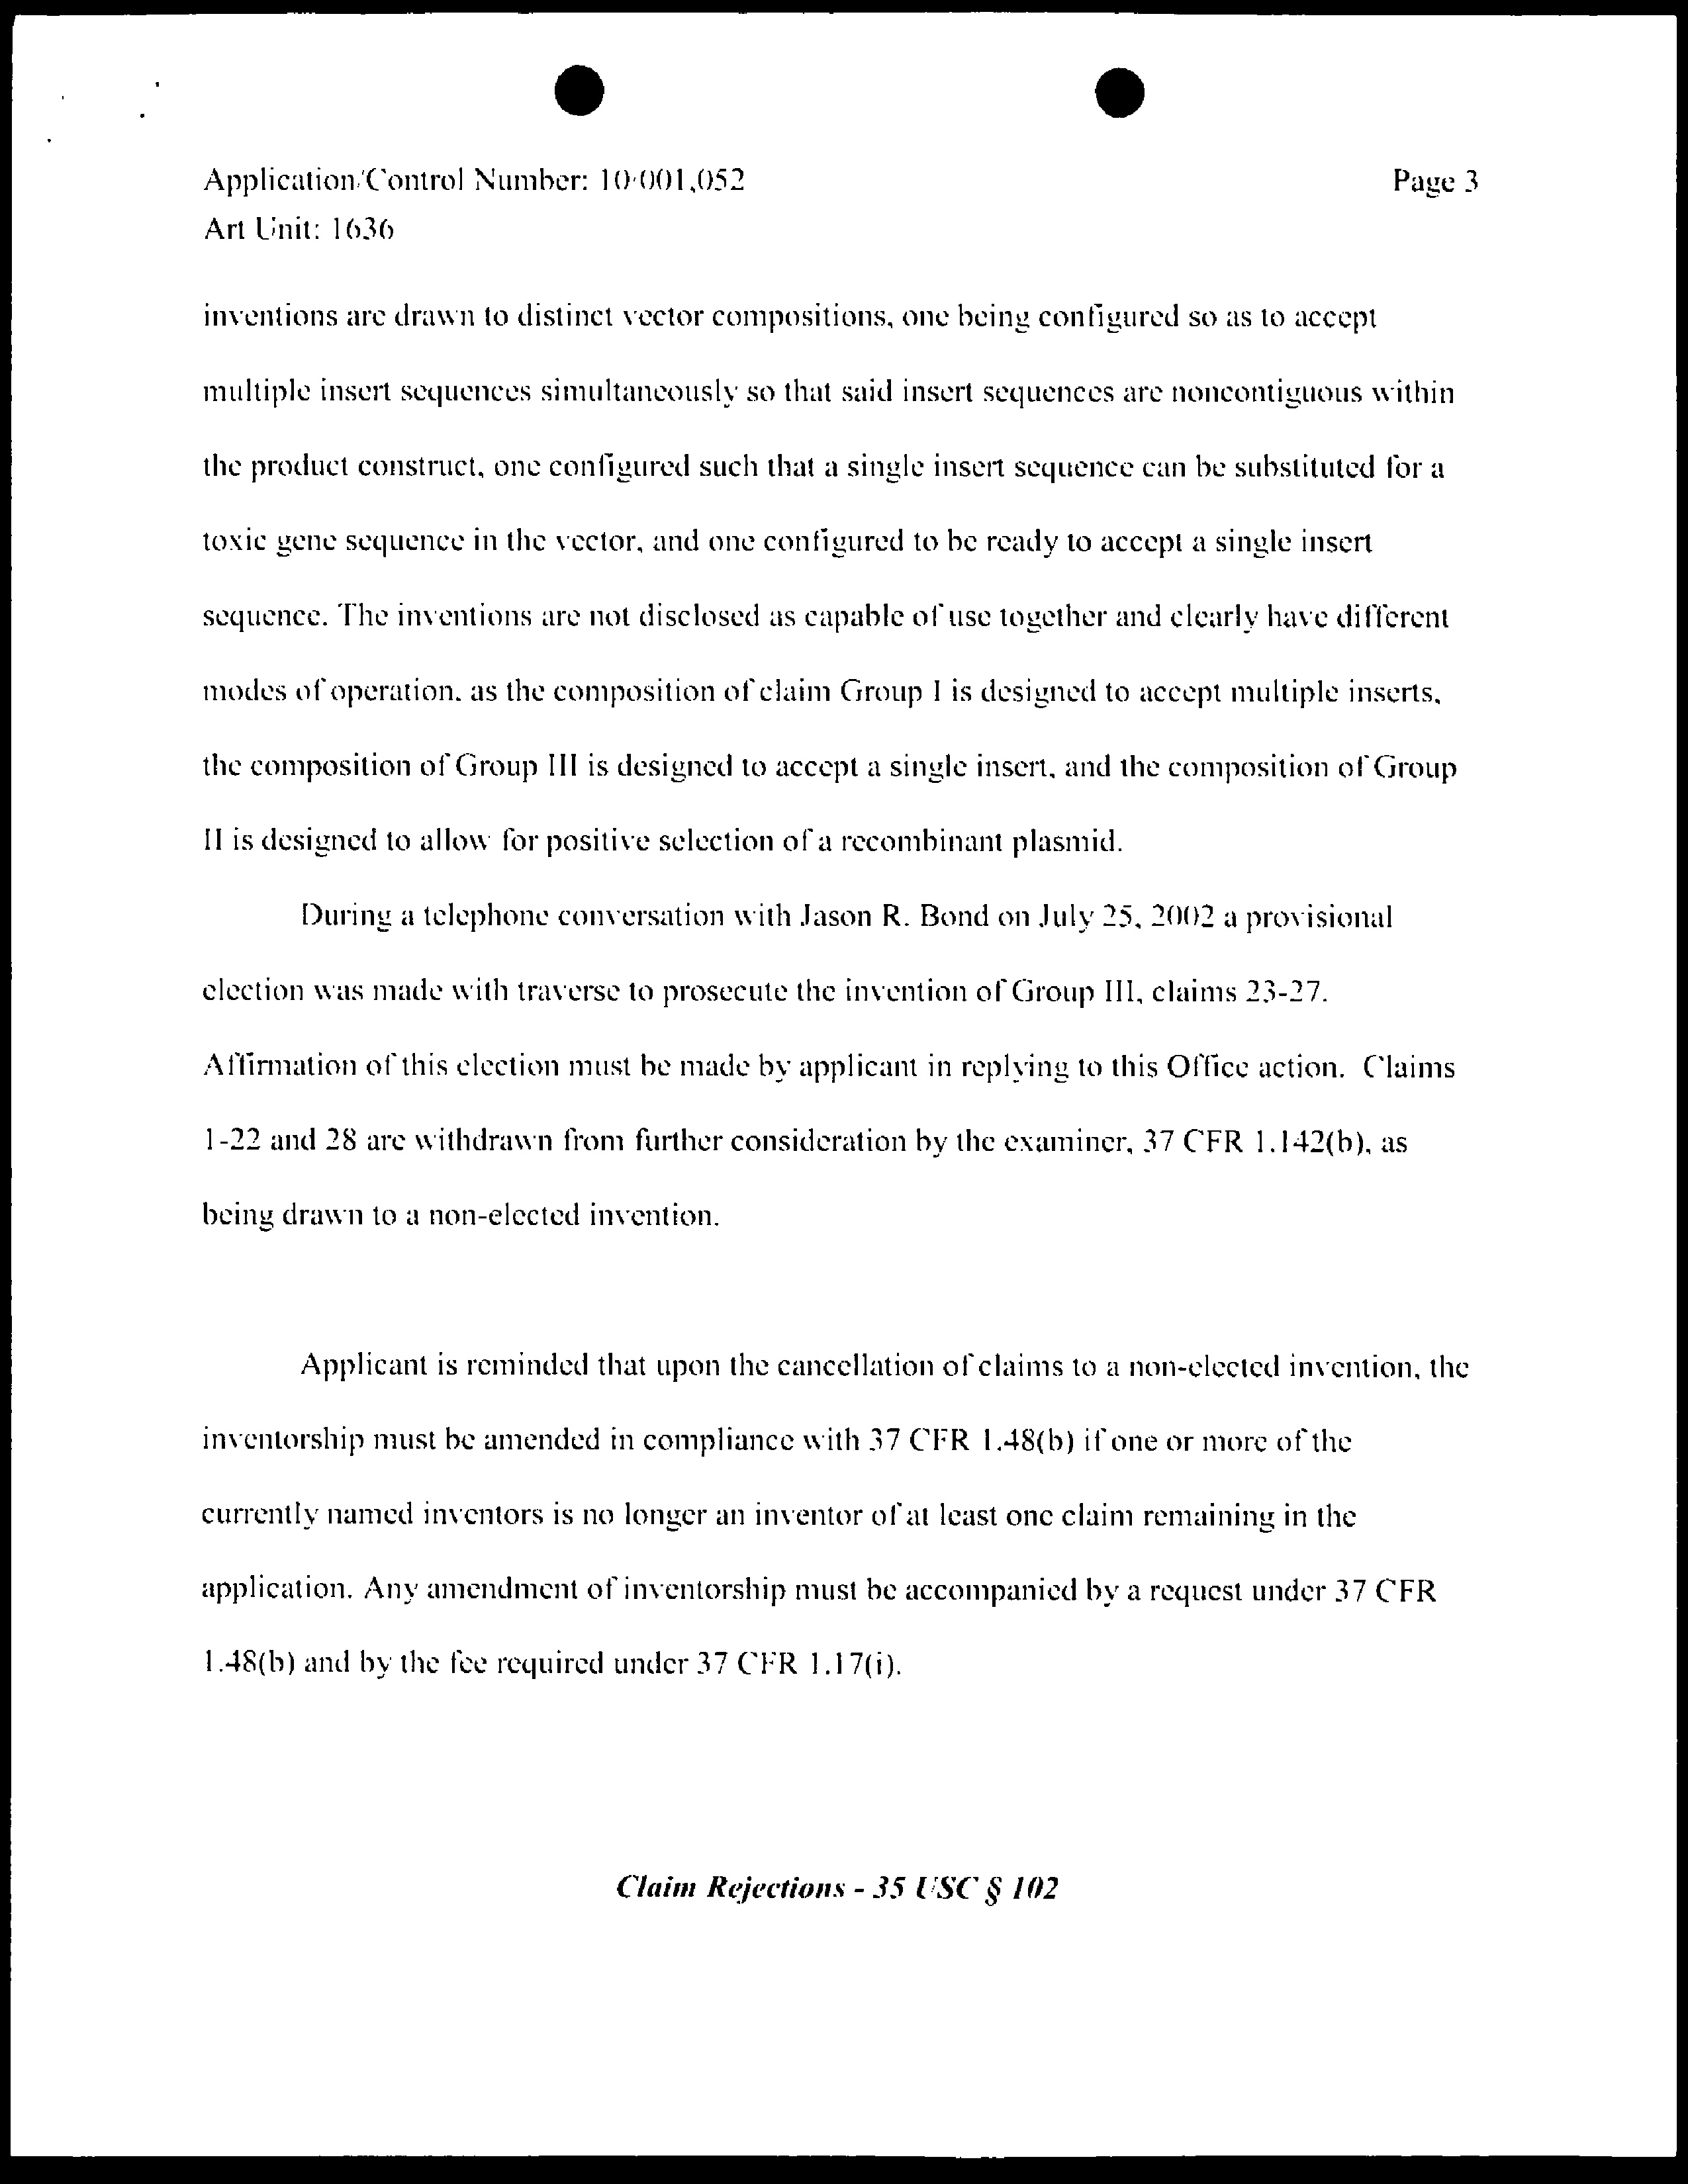 Application/Control Number: 10/001,052
Page 3
Art Unit: 1636
inventions are drawn to distinct vector compositions, one being configured so as to accept
multiple insert sequences simultaneously so that said insert sequences are noncontiguous within
the product construct, one configured such that a single insert sequence can be substituted for a
toxic gene sequence in the vector, and one configured to be ready to accept a single insert
sequence. The inventions are not disclosed as capable of use together and clearly have different
modes of operation, as the composition of claim Group I is designed to accept multiple inserts,
the composition of Group III is designed to accept a single insert, and the composition of Group
II is designed to allow for positive selection of a recombinant plasmid.
During a telephone conversation with Jason R. Bond on July 25, 2002 a provisional
election was made with traverse to prosecute the invention of Group III, claims 23-27.
Affirmation of this election must be made by applicant in replying to this Office action. Claims
1-22 and 28 are withdrawn from further consideration by the examiner, 37 CFR 1.142(b), as
being drawn to a non-elected invention.
Applicant is reminded that upon the cancellation of claims to a non-elected invention, the
inventorship must be amended in compliance with 37 CFR 1.48(b) if one or more of the
currently named inventors is no longer an inventor of at least one claim remaining in the
application. Any amendment of inventorship must be accompanied by a request under 37 CFR
1.48(b) and by the fee required under 37 CFR 1.17(i).
Claim Rejections - 35 USC § 102